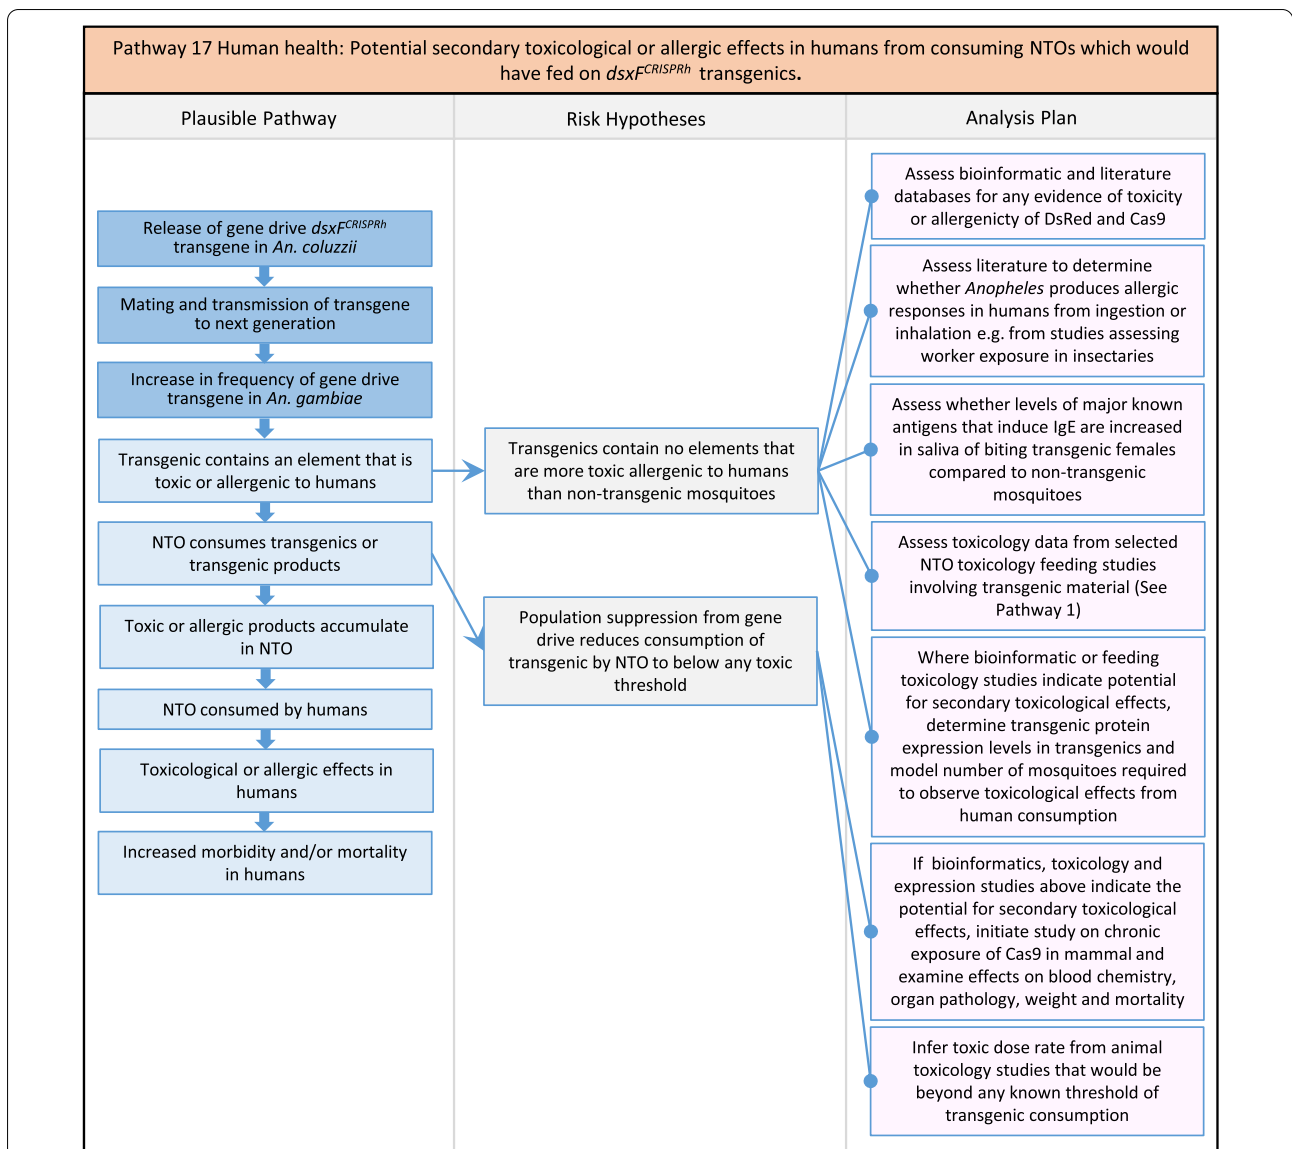 Pathway 17 Human health: Potential secondary toxicological or allergic effects in humans from consuming NTOs which would
have fed on dsxF^CRISPRh transgenics.
Plausible Pathway
Risk Hypotheses
Analysis Plan
Release of gene drive dsxF^CRISPRh
transgene in An. coluzzii
Mating and transmission of transgene
to next generation
Increase in frequency of gene drive
transgene in An. gambiae
Transgenic contains an element that is
toxic or allergenic to humans
NTO consumes transgenics or
transgenic products
Toxic or allergic products accumulate
in NTO
NTO consumed by humans
Toxicological or allergic effects in
humans
Increased morbidity and/or mortality
in humans
Transgenics contain no elements that
are more toxic allergenic to humans
than non-transgenic mosquitoes
Population suppression from gene
drive reduces consumption of
transgenic by NTO to below any toxic
threshold
Assess bioinformatic and literature
databases for any evidence of toxicity
or allergenicty of DsRed and Cas9
Assess literature to determine
whether Anopheles produces allergic
responses in humans from ingestion or
inhalation e.g. from studies assessing
worker exposure in insectaries
Assess whether levels of major known
antigens that induce IgE are increased
in saliva of biting transgenic females
compared to non-transgenic
mosquitoes
Assess toxicology data from selected
NTO toxicology feeding studies
involving transgenic material (See
Pathway 1)
Where bioinformatic or feeding
toxicology studies indicate potential
for secondary toxicological effects,
determine transgenic protein
expression levels in transgenics and
model number of mosquitoes required
to observe toxicological effects from
human consumption
If bioinformatics, toxicology and
expression studies above indicate the
potential for secondary toxicological
effects, initiate study on chronic
exposure of Cas9 in mammal and
examine effects on blood chemistry,
organ pathology, weight and mortality
Infer toxic dose rate from animal
toxicology studies that would be
beyond any known threshold of
transgenic consumption